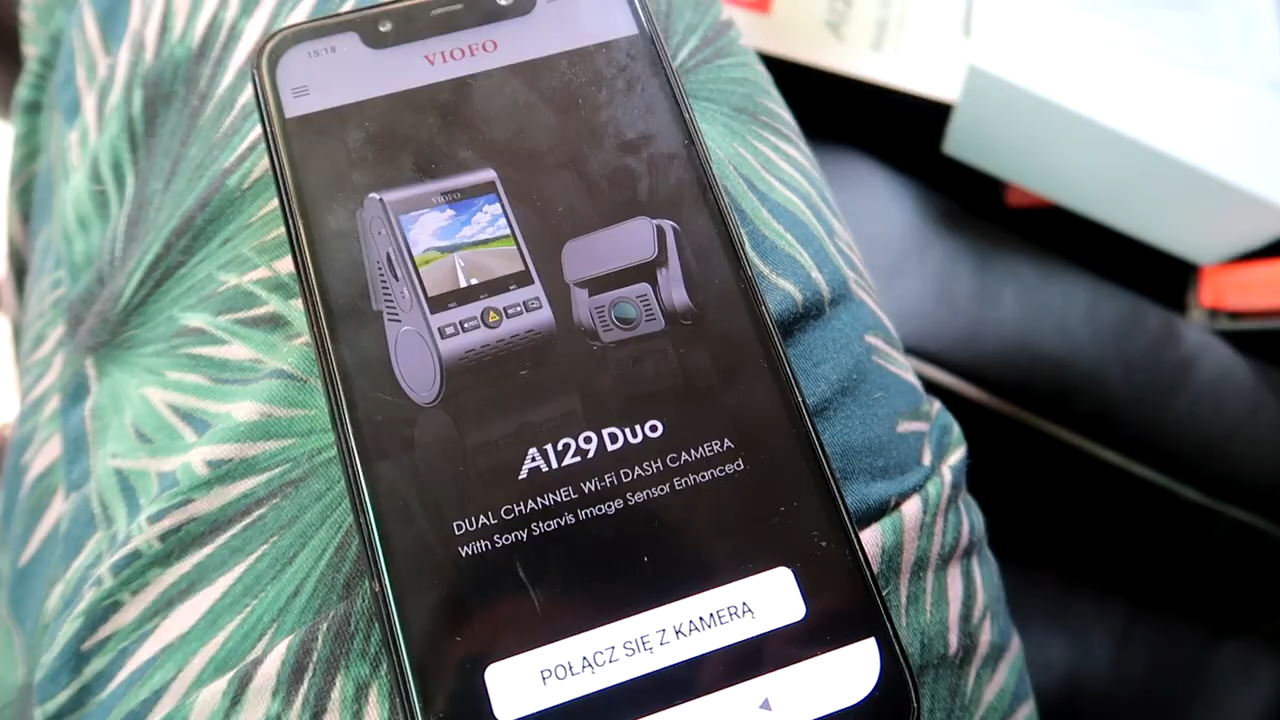 15:18
VIOFO
VIOFO
A129 Duo
DUAL CHANNEL Wi-Fi DASH CAMERA
With Sony Starvis Image Sensor Enhanced
POŁĄCZ SIĘ Z KAMERĄ